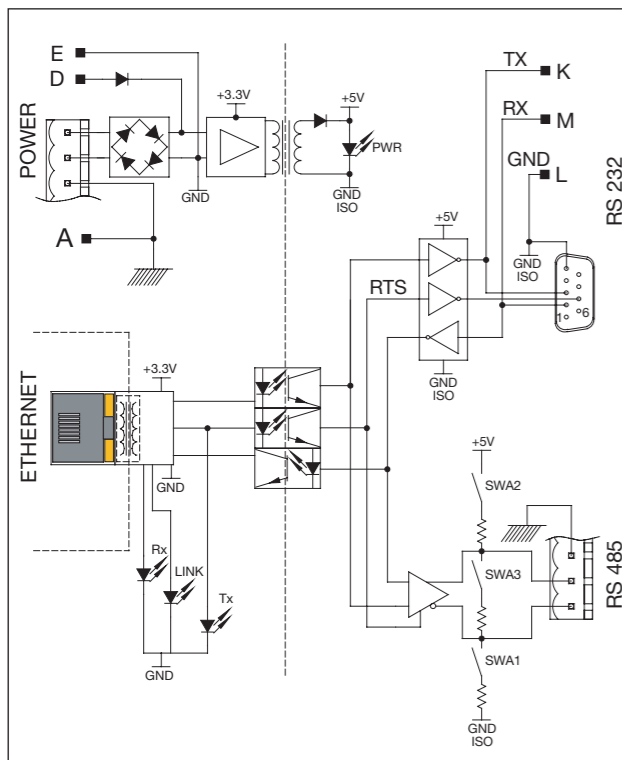 E
D
+3.3V
+5V
PWR
POWER
GND
GND
ISO
A
TX
K
RX
M
GND
L
RS 232
+5V
GND
ISO
RTS
1
6
GND
ISO
ETHERNET
+3.3V
GND
Rx
LINK
Tx
GND
+5V
SWA2
SWA3
SWA1
RS 485
GND
ISO